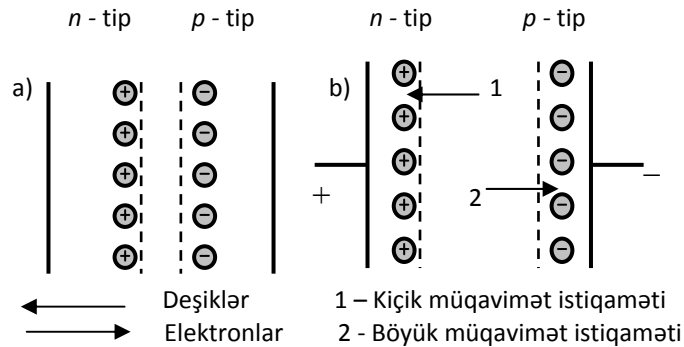 n - tip p - tip n - tip p - tip
a) b) 1
2
+ –
Deşiklər 1 – Kiçik müqavimət istiqaməti
Elektronlar 2 - Böyük müqavimət istiqaməti